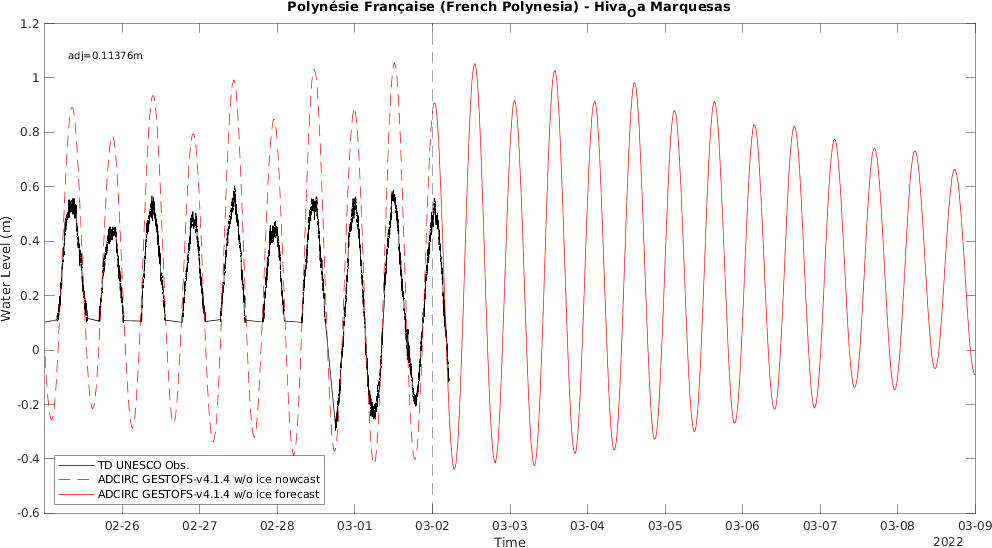 Polynésie Française (French Polynesia) - Hiva_Oa Marquesas
adj=0.11376m
1.2
1
0.8
0.6
0.4
0.2
0
-0.2
-0.4
-0.6
Water Level (m)
TD UNESCO Obs.
ADCIRC GESTOFS-v4.1.4 w/o ice nowcast
ADCIRC GESTOFS-v4.1.4 w/o ice forecast
02-26 02-27 02-28 03-01 03-02 03-03 03-04 03-05 03-06 03-07 03-08 03-09
Time
2022